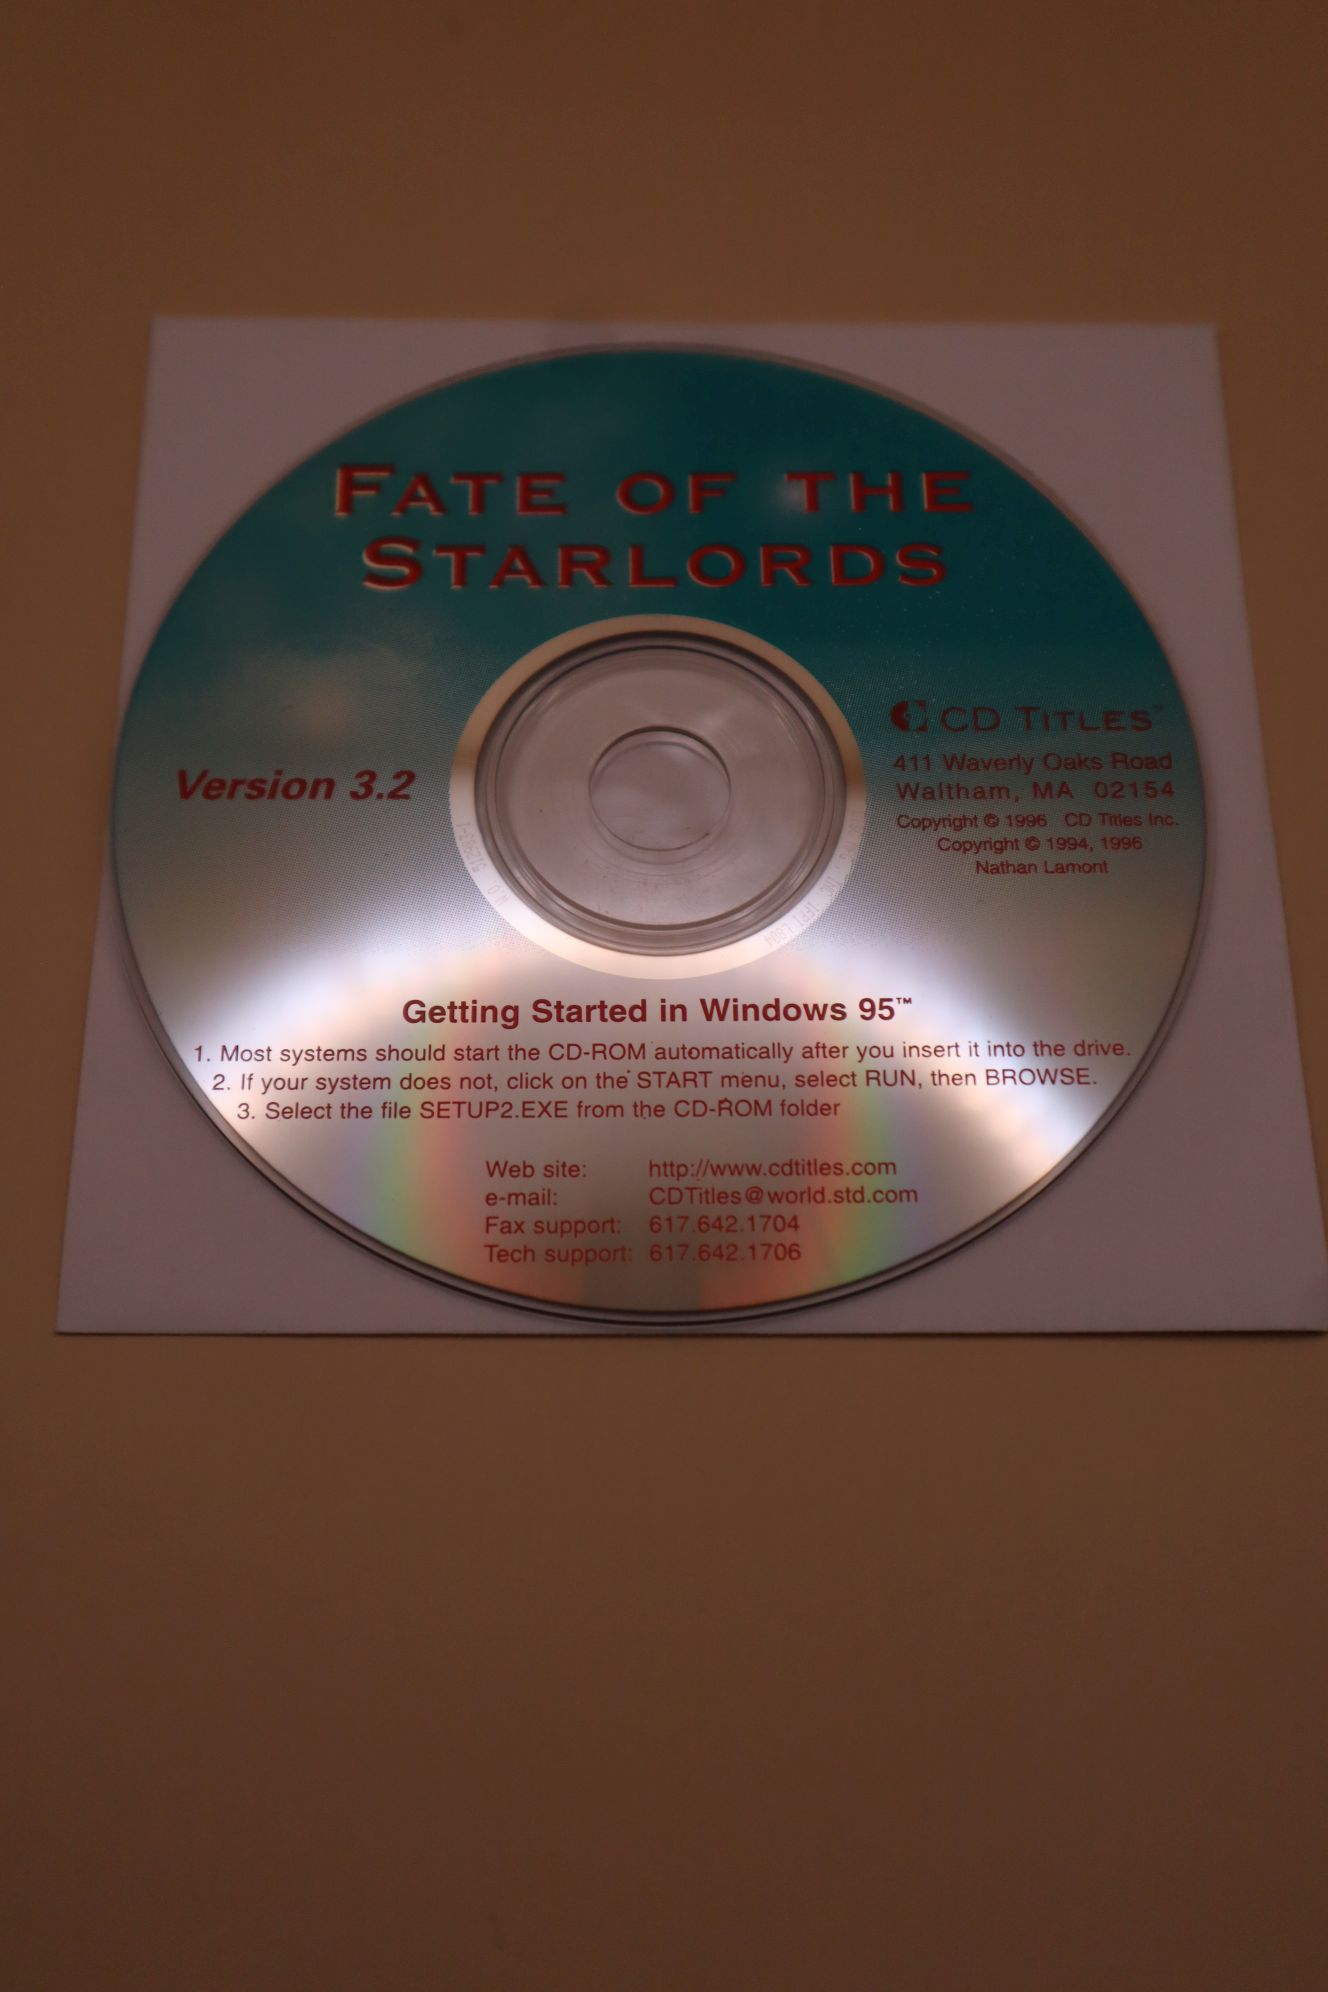 FATE OF THE
STARLORDS
CD TITLES™
Version 3.2
411 Waverly Oaks Road
Waltham, MA 02154
Copyright © 1996 CD Titles Inc.
Copyright © 1994, 1996
Nathan Lamont
Getting Started in Windows 95™
1. Most systems should start the CD-ROM automatically after you insert it into the drive.
2. If your system does not, click on the START menu, select RUN, then BROWSE.
3. Select the file SETUP2.EXE from the CD-ROM folder
Web site: http://www.cdtitles.com
e-mail: CDTitles@world.std.com
Fax support: 617.642.1704
Tech support: 617.642.1706